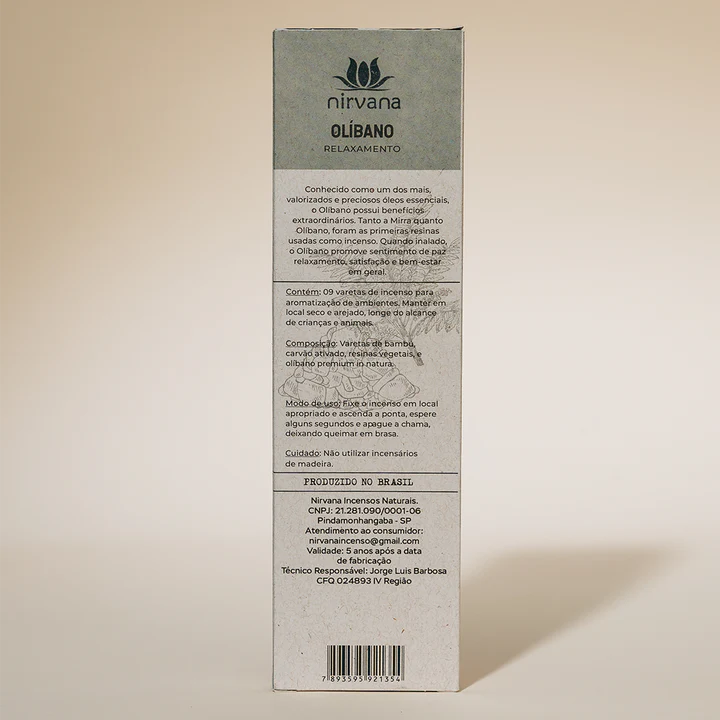 nirvana
OLÍBANO
RELAXAMENTO
Conhecido como um dos mais,
valorizados e preciosos óleos essenciais,
o Olíbano possui benefícios
extraordinários. Tanto a Mirra quanto
Olíbano, foram as primeiras resinas
usadas como incenso. Quando inalado,
o Olíbano promove sentimento de paz
relaxamento, satisfação e bem-estar
em geral.
Contém: 09 varetas de incenso para
aromatização de ambientes. Manter em
local seco e arejado, longe do alcance
de crianças e animais.
Composição: Varetas de bambu,
carvão ativado, resinas vegetais, e
olíbano premium in natura.
Modo de uso: Fixe o incenso em local
apropriado e ascenda a ponta, espere
alguns segundos e apague a chama,
deixando queimar em brasa.
Cuidado: Não utilizar incensários
de madeira.
PRODUZIDO NO BRASIL
Nirvana Incensos Naturais.
CNPJ: 21.281.090/0001-06
Pindamonhangaba - SP
Atendimento ao consumidor:
nirvanaincenso@gmail.com
Validade: 5 anos após a data
de fabricação
Técnico Responsável: Jorge Luis Barbosa
CFQ 024893 IV Região
7 893595 921354